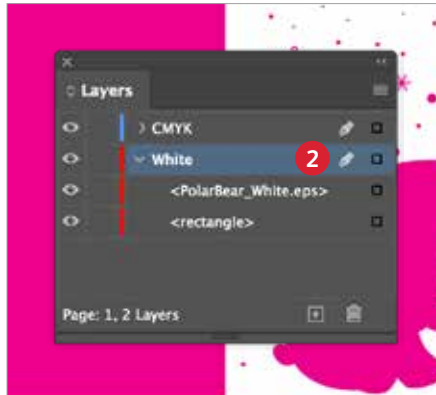 Layers
CMYK
White 2
<PolarBear_White.eps>
<rectangle>
Page: 1, 2 Layers